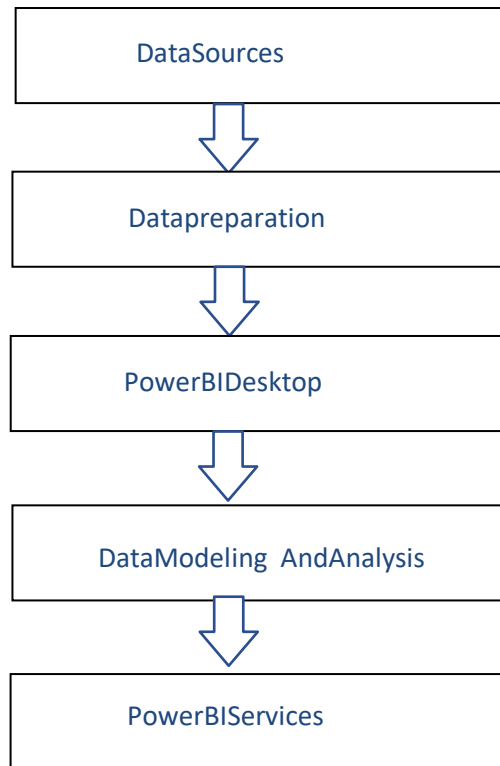 DataSources
Datapreparation
PowerBIDesktop
DataModeling AndAnalysis
PowerBIServices